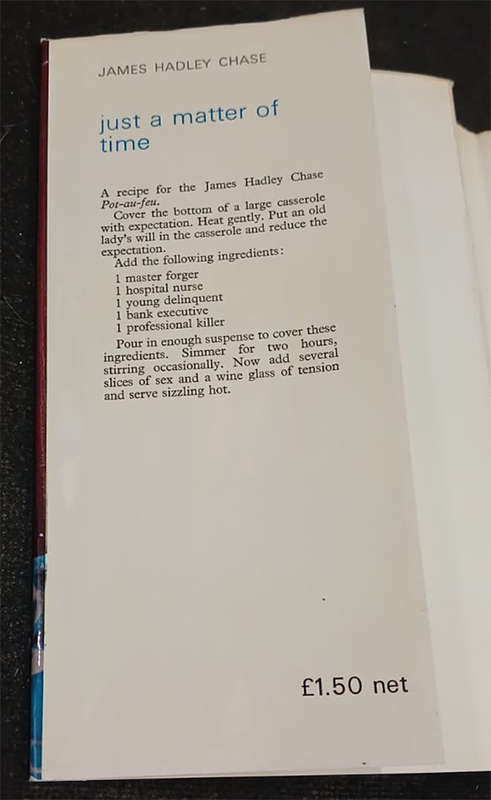 JAMES HADLEY CHASE
just a matter of
time
A recipe for the James Hadley Chase
Pot-au-feu.
Cover the bottom of a large casserole
with expectation. Heat gently. Put an old
lady's will in the casserole and reduce the
expectation.
Add the following ingredients:
1 master forger
1 hospital nurse
1 young delinquent
1 bank executive
1 professional killer
Pour in enough suspense to cover these
ingredients. Simmer for two hours,
stirring occasionally. Now add several
slices of sex and a wine glass of tension
and serve sizzling hot.
£1.50 net